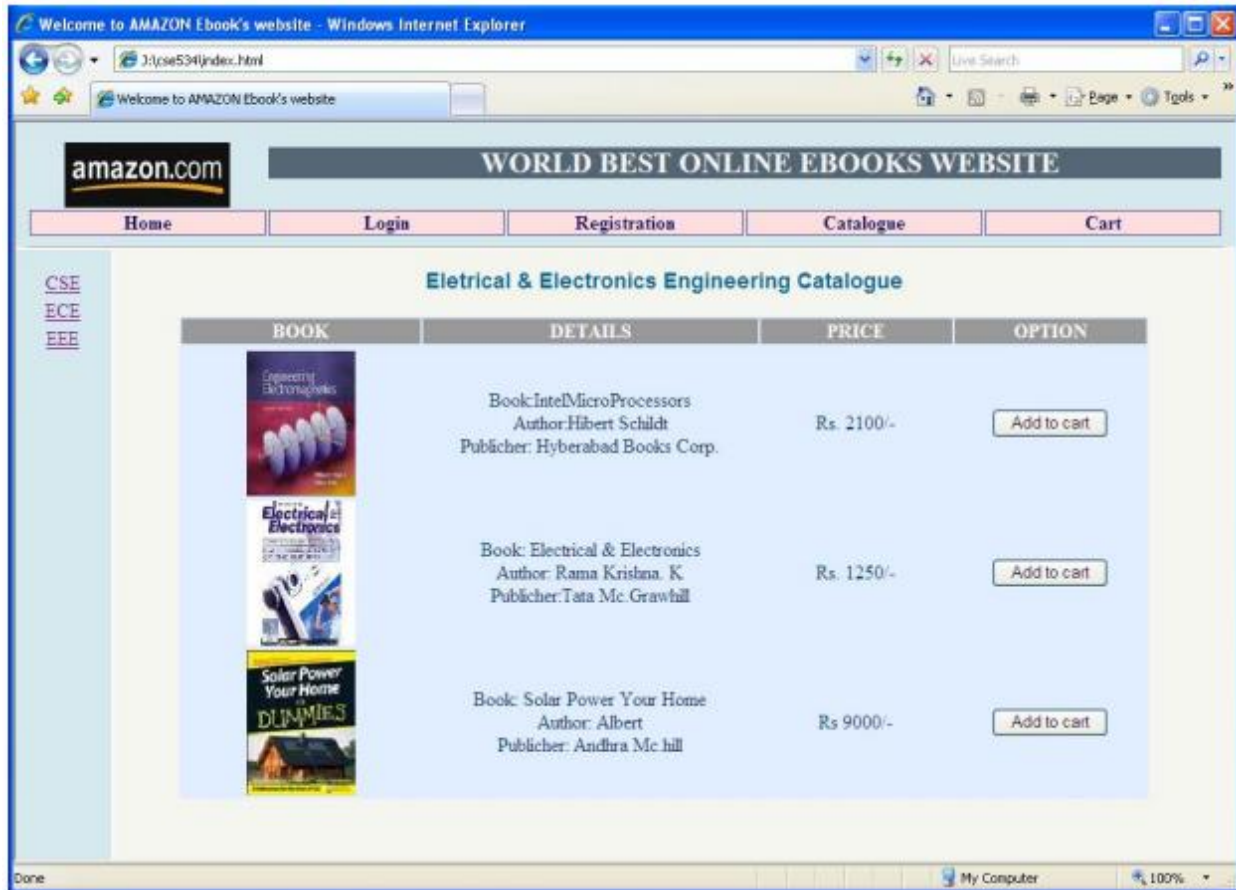 Welcome to AMAZON Ebook's website - Windows Internet Explorer
J:\cse534\index.html
Live Search
Welcome to AMAZON Ebook's website
Page
Tools
amazon.com
WORLD BEST ONLINE EBOOKS WEBSITE
Home Login Registration Catalogue Cart
CSE
ECE
EEE
Eletrical & Electronics Engineering Catalogue
BOOK DETAILS PRICE OPTION
Engineering
Electromagnetics
Book:IntelMicroProcessors
Author:Hibert Schildt
Publicher: Hyberabad Books Corp.
Rs. 2100/-
Add to cart
Electrical
Electronics
Book: Electrical & Electronics
Author: Rama Krishna. K
Publicher:Tata Mc.Grawhill
Rs. 1250/-
Add to cart
Solar Power
Your Home
DUMMIES
Book: Solar Power Your Home
Author: Albert
Publicher: Andhra Mc.hill
Rs 9000/-
Add to cart
Done
My Computer
100%